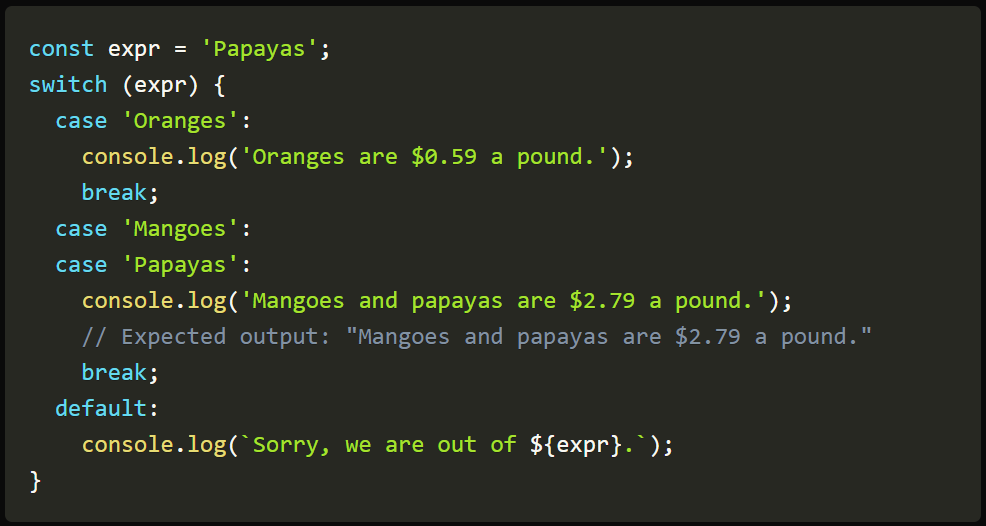 const expr = 'Papayas';
switch (expr) {
  case 'Oranges':
    console.log('Oranges are $0.59 a pound.');
    break;
  case 'Mangoes':
  case 'Papayas':
    console.log('Mangoes and papayas are $2.79 a pound.');
    // Expected output: "Mangoes and papayas are $2.79 a pound."
    break;
  default:
    console.log(`Sorry, we are out of ${expr}.`);
}